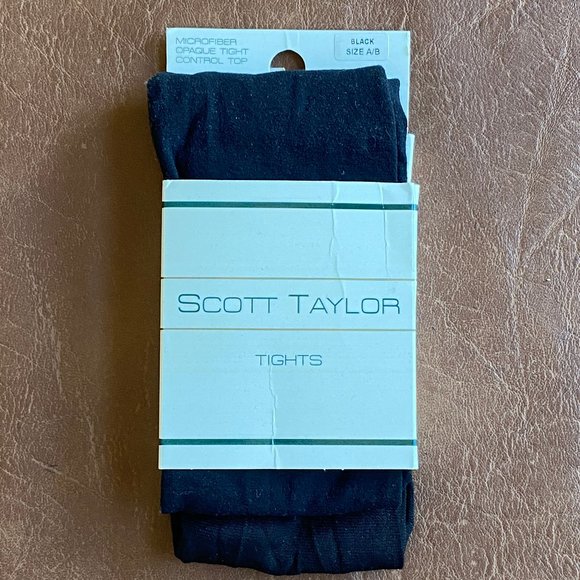 MICROFIBER
OPAQUE TIGHT
CONTROL TOP
BLACK
SIZE A/B
SCOTT TAYLOR
TIGHTS